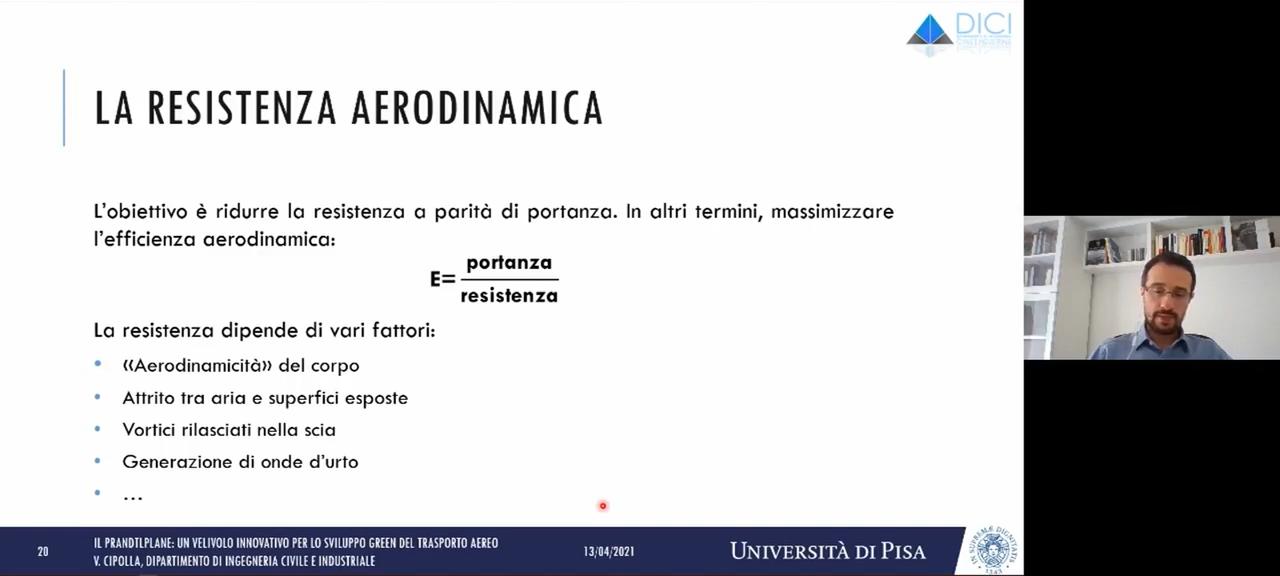 DICI
LA RESISTENZA AERODINAMICA
L'obiettivo è ridurre la resistenza a parità di portanza. In altri termini, massimizzare
l'efficienza aerodinamica:
E= portanza
resistenza
La resistenza dipende di vari fattori:
• «Aerodinamicità» del corpo
• Attrito tra aria e superfici esposte
• Vortici rilasciati nella scia
• Generazione di onde d'urto
• ...
20
IL PRANDTLPLANE: UN VELIVOLO INNOVATIVO PER LO SVILUPPO GREEN DEL TRASPORTO AEREO
V. CIPOLLA, DIPARTIMENTO DI INGEGNERIA CIVILE E INDUSTRIALE
13/04/2021
UNIVERSITÀ DI PISA